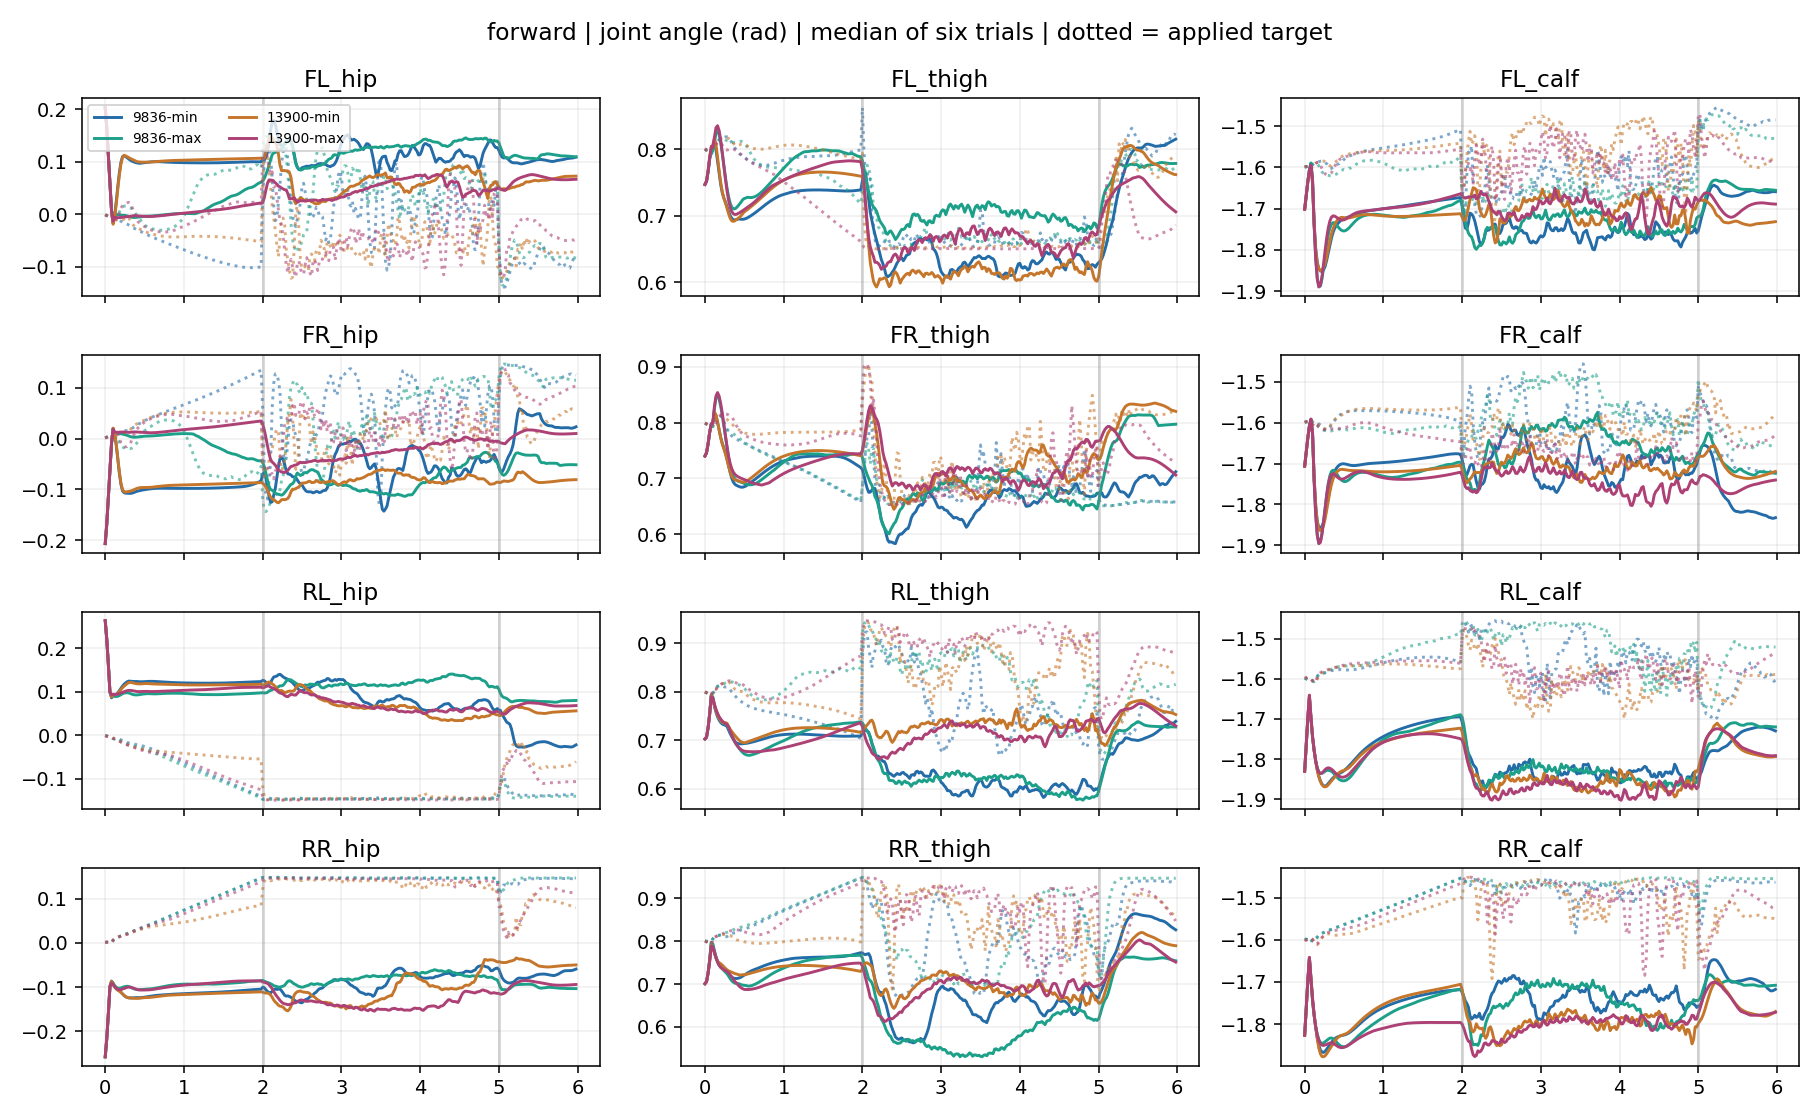 forward | joint angle (rad) | median of six trials | dotted = applied target
FL_hip
FL_thigh
FL_calf
0.2
0.1
0.0
−0.1
9836-min
9836-max
13900-min
13900-max
0.8
0.7
0.6
−1.5
−1.6
−1.7
−1.8
−1.9
FR_hip
FR_thigh
FR_calf
0.1
0.0
−0.1
−0.2
0.9
0.8
0.7
0.6
−1.5
−1.6
−1.7
−1.8
−1.9
RL_hip
RL_thigh
RL_calf
0.2
0.1
0.0
−0.1
0.9
0.8
0.7
0.6
−1.5
−1.6
−1.7
−1.8
−1.9
RR_hip
RR_thigh
RR_calf
0.1
0.0
−0.1
−0.2
0.9
0.8
0.7
0.6
−1.5
−1.6
−1.7
−1.8
0 1 2 3 4 5 6
0 1 2 3 4 5 6
0 1 2 3 4 5 6